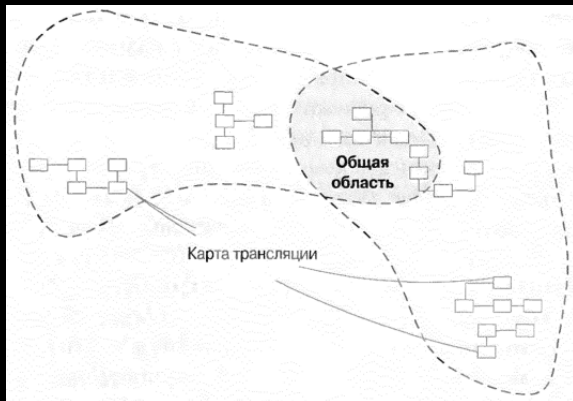 Общая
область
Карта трансляции